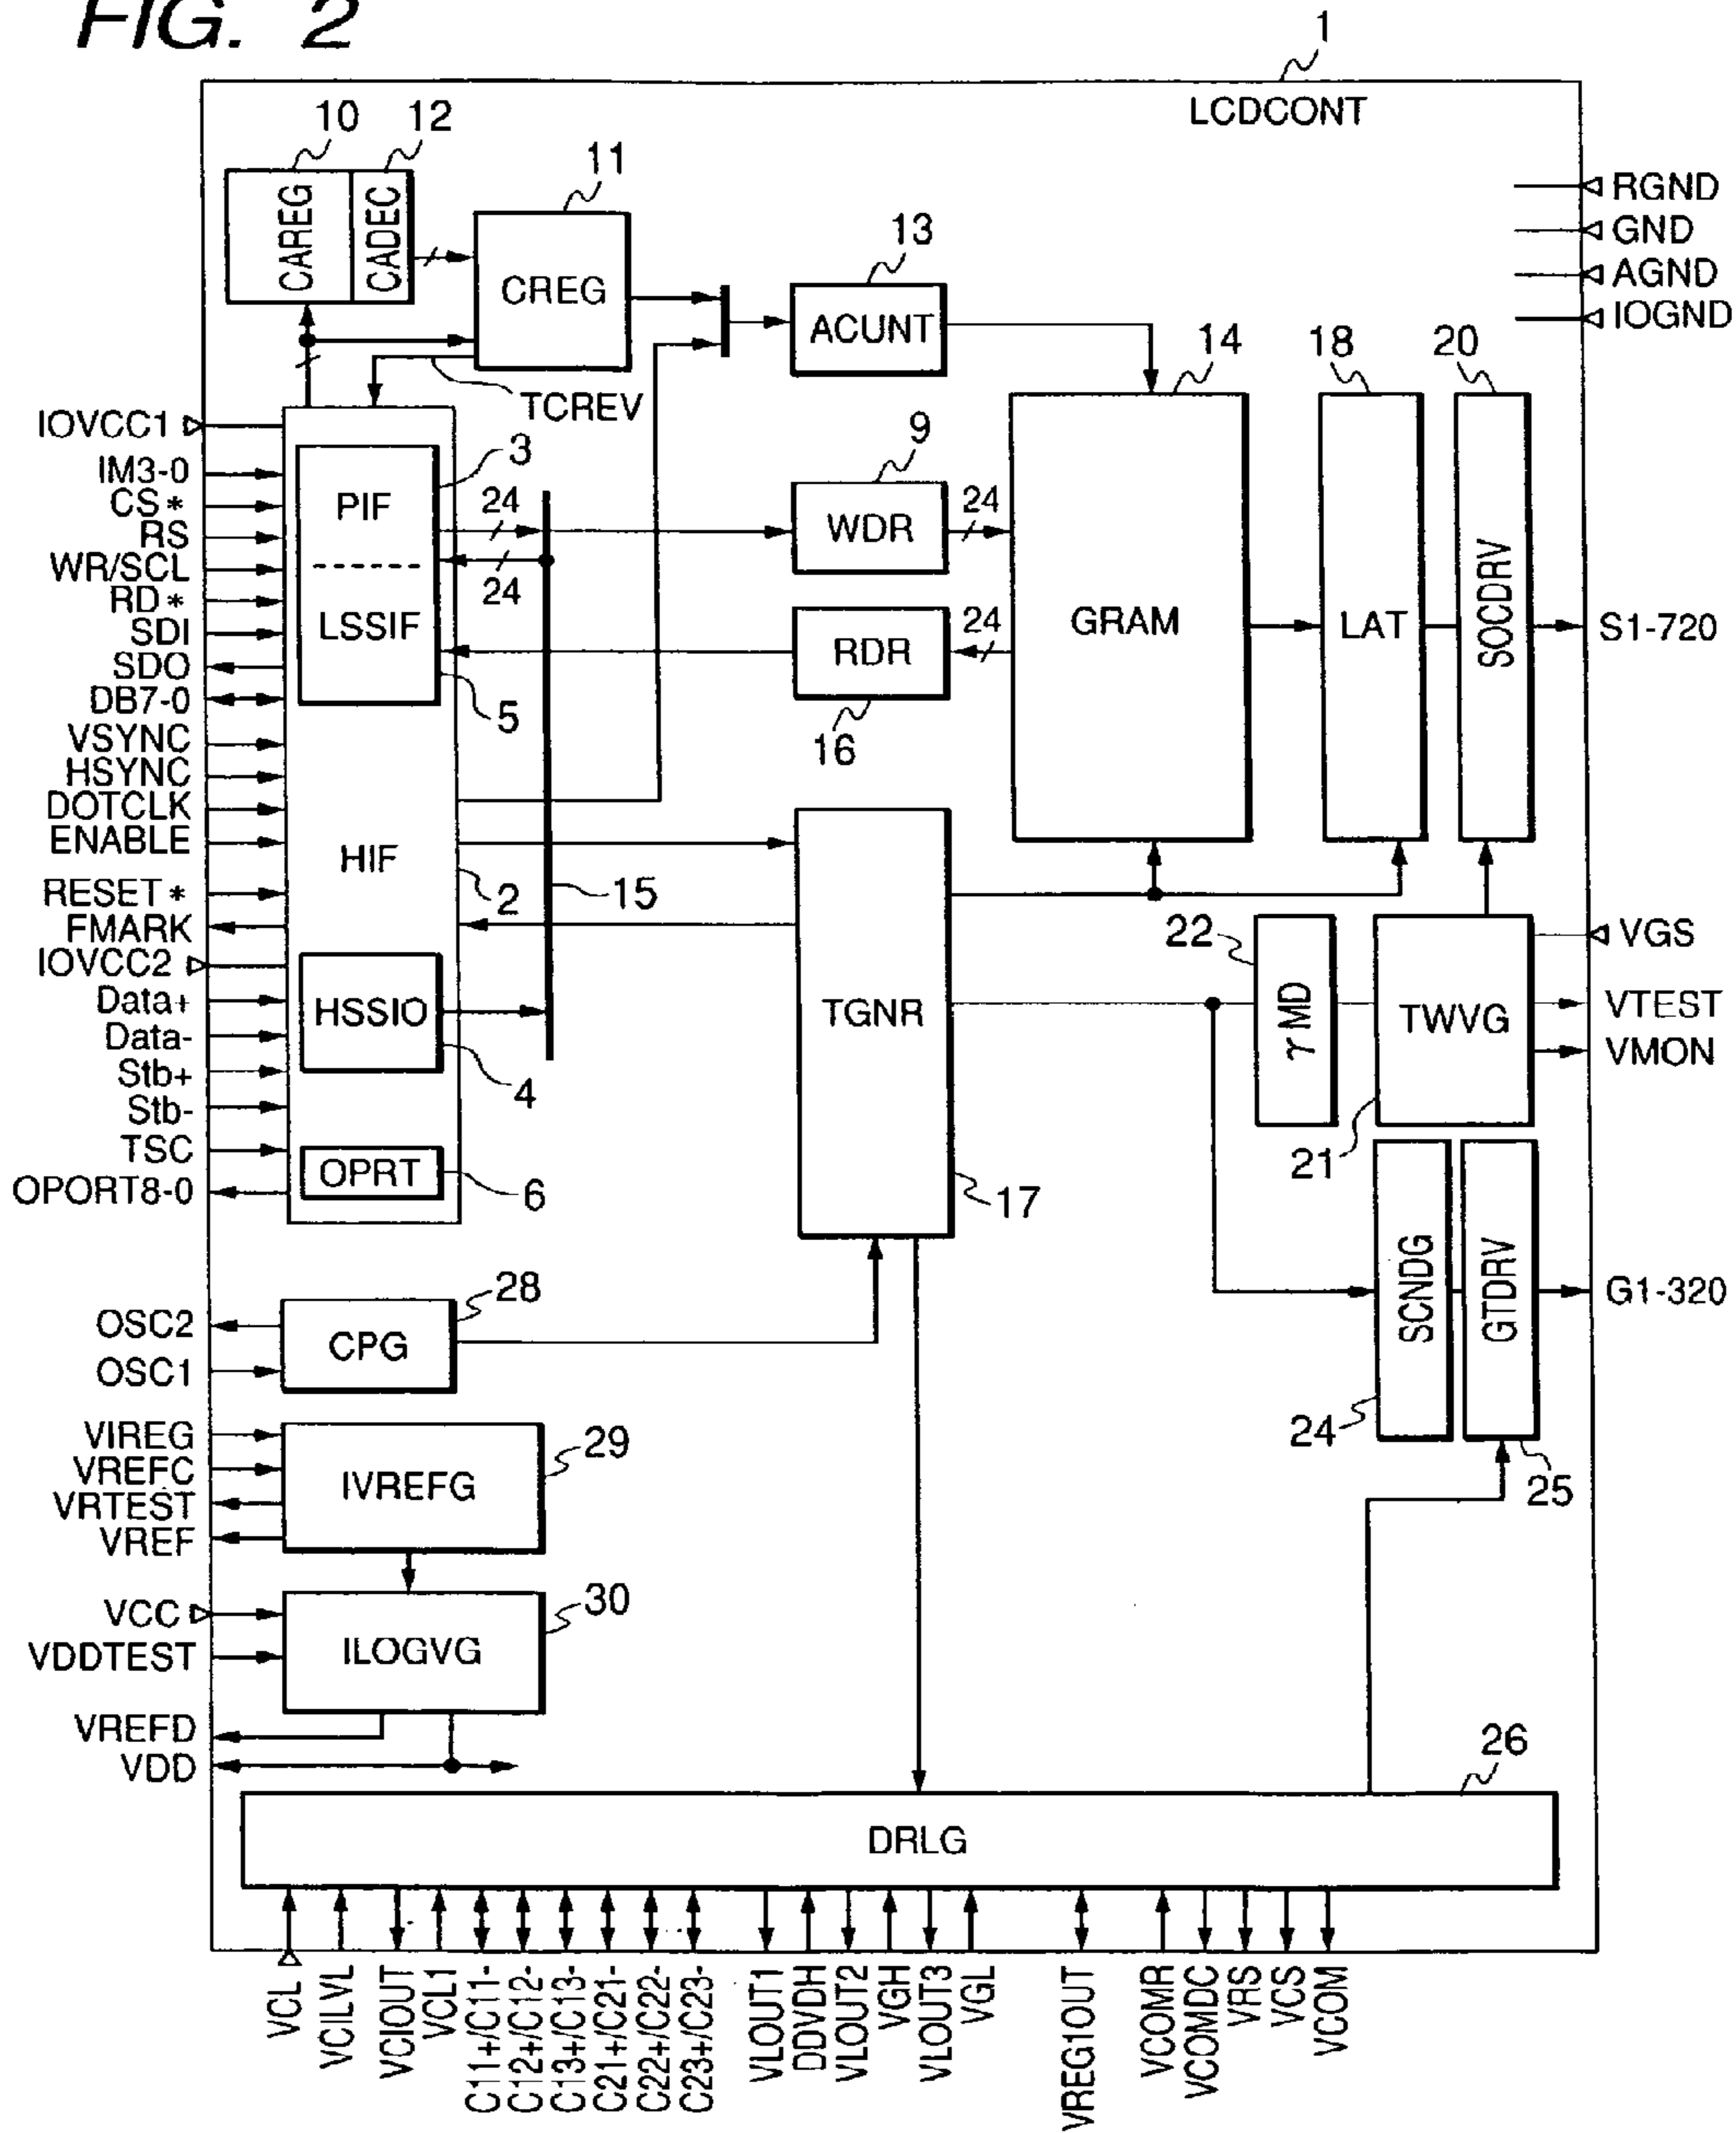 FIG. 2
1
LCDCONT
10
12
11
13
CAREG
CADEC
CREG
ACUNT
TCREV
RGND
GND
AGND
IOGND
14
18
20
IOVCC1
IM3-0
CS*
RS
WR/SCL
RD*
SDI
SDO
DB7-0
VSYNC
HSYNC
DOTCLK
ENABLE
RESET*
FMARK
IOVCC2
Data+
Data-
Stb+
Stb-
TSC
OPORT8-0
PIF
LSSIF
3
5
HIF
2
HSSIO
4
OPRT
6
24
24
15
9
WDR
24
RDR
24
16
GRAM
LAT
SOCDRV
S1-720
TGNR
17
22
γMD
TWVG
21
VGS
VTEST
VMON
SCNDG
GTDRV
24
25
G1-320
OSC2
OSC1
CPG
28
VIREG
VREFC
VRTEST
VREF
IVREFG
29
VCC
VDDTEST
ILOGVG
30
VREFD
VDD
26
DRLG
VCL
VCILVL
VCIOUT
VCL1
C11+/C11-
C12+/C12-
C13+/C13-
C21+/C21-
C22+/C22-
C23+/C23-
VLOUT1
DDVDH
VLOUT2
VGH
VLOUT3
VGL
VREG1OUT
VCOMR
VCOMDC
VRS
VCS
VCOM